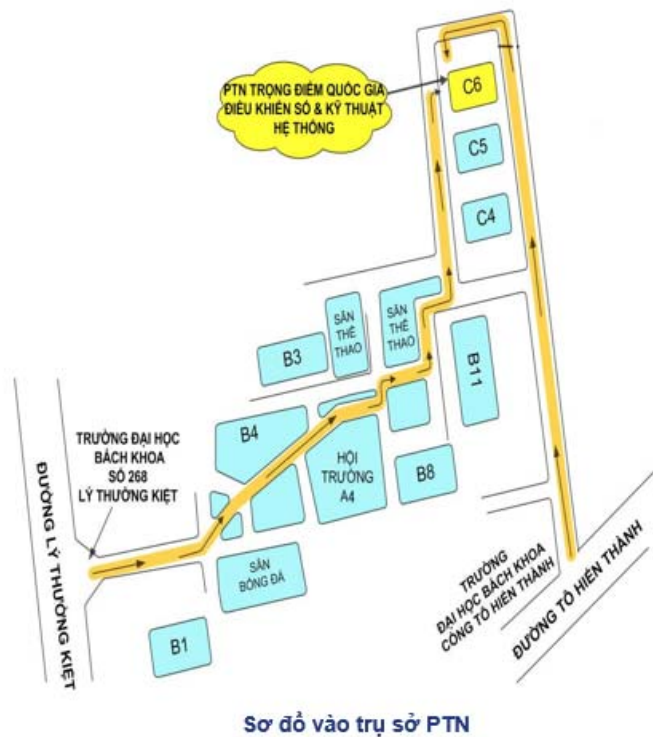 PTN TRỌNG ĐIỂM QUỐC GIA
ĐIỀU KHIỂN SỐ & KỸ THUẬT
HỆ THỐNG
C6
C5
C4
SÂN
THỂ
THAO
SÂN
THỂ
THAO
B3
B11
B4
TRƯỜNG ĐẠI HỌC
BÁCH KHOA
SỐ 268
LÝ THƯỜNG KIỆT
HỘI
TRƯỜNG
A4
B8
ĐƯỜNG LÝ THƯỜNG KIỆT
SÂN
BÓNG ĐÁ
B1
TRƯỜNG
ĐẠI HỌC BÁCH KHOA
CỔNG TÔ HIẾN THÀNH
ĐƯỜNG TÔ HIẾN THÀNH
Sơ đồ vào trụ sở PTN